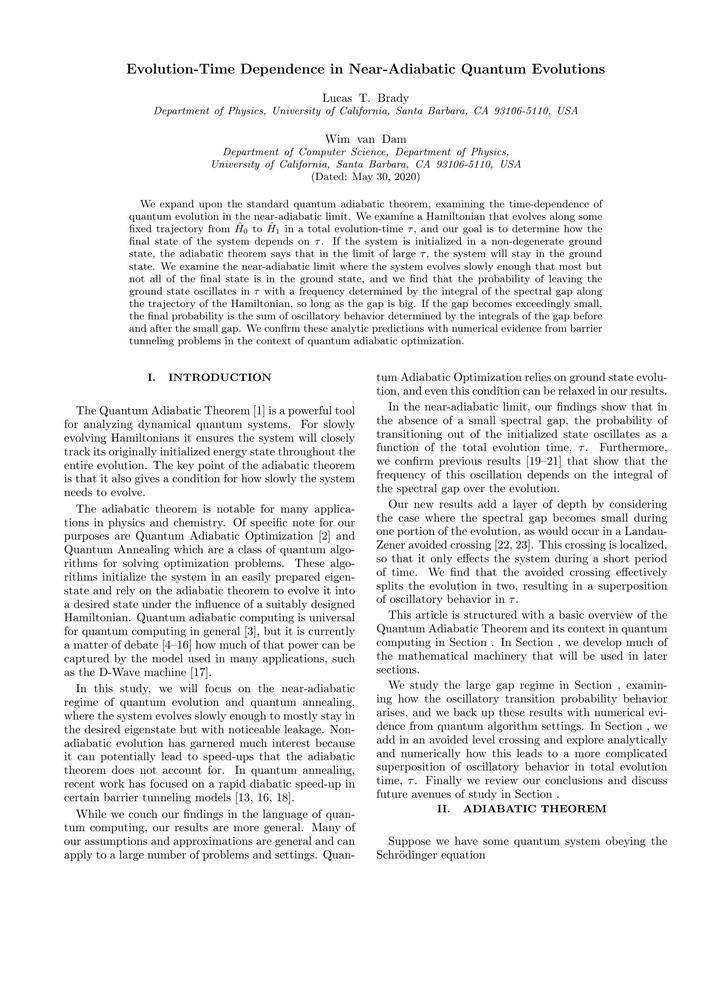 Evolution-Time Dependence in Near-Adiabatic Quantum Evolutions
Lucas T. Brady
Department of Physics, University of California, Santa Barbara, CA 93106-5110, USA
Wim van Dam
Department of Computer Science, Department of Physics,
University of California, Santa Barbara, CA 93106-5110, USA
(Dated: May 30, 2020)
We expand upon the standard quantum adiabatic theorem, examining the time-dependence of
quantum evolution in the near-adiabatic limit. We examine a Hamiltonian that evolves along some
fixed trajectory from Ĥ₀ to Ĥ₁ in a total evolution-time τ, and our goal is to determine how the
final state of the system depends on τ. If the system is initialized in a non-degenerate ground
state, the adiabatic theorem says that in the limit of large τ, the system will stay in the ground
state. We examine the near-adiabatic limit where the system evolves slowly enough that most but
not all of the final state is in the ground state, and we find that the probability of leaving the
ground state oscillates in τ with a frequency determined by the integral of the spectral gap along
the trajectory of the Hamiltonian, so long as the gap is big. If the gap becomes exceedingly small,
the final probability is the sum of oscillatory behavior determined by the integrals of the gap before
and after the small gap. We confirm these analytic predictions with numerical evidence from barrier
tunneling problems in the context of quantum adiabatic optimization.
I. INTRODUCTION
The Quantum Adiabatic Theorem [1] is a powerful tool
for analyzing dynamical quantum systems. For slowly
evolving Hamiltonians it ensures the system will closely
track its originally initialized energy state throughout the
entire evolution. The key point of the adiabatic theorem
is that it also gives a condition for how slowly the system
needs to evolve.
The adiabatic theorem is notable for many applica-
tions in physics and chemistry. Of specific note for our
purposes are Quantum Adiabatic Optimization [2] and
Quantum Annealing which are a class of quantum algo-
rithms for solving optimization problems. These algo-
rithms initialize the system in an easily prepared eigen-
state and rely on the adiabatic theorem to evolve it into
a desired state under the influence of a suitably designed
Hamiltonian. Quantum adiabatic computing is universal
for quantum computing in general [3], but it is currently
a matter of debate [4–16] how much of that power can be
captured by the model used in many applications, such
as the D-Wave machine [17].
In this study, we will focus on the near-adiabatic
regime of quantum evolution and quantum annealing,
where the system evolves slowly enough to mostly stay in
the desired eigenstate but with noticeable leakage. Non-
adiabatic evolution has garnered much interest because
it can potentially lead to speed-ups that the adiabatic
theorem does not account for. In quantum annealing,
recent work has focused on a rapid diabatic speed-up in
certain barrier tunneling models [13, 16, 18].
While we couch our findings in the language of quan-
tum computing, our results are more general. Many of
our assumptions and approximations are general and can
apply to a large number of problems and settings. Quan-
tum Adiabatic Optimization relies on ground state evolu-
tion, and even this condition can be relaxed in our results.
In the near-adiabatic limit, our findings show that in
the absence of a small spectral gap, the probability of
transitioning out of the initialized state oscillates as a
function of the total evolution time, τ. Furthermore,
we confirm previous results [19–21] that show that the
frequency of this oscillation depends on the integral of
the spectral gap over the evolution.
Our new results add a layer of depth by considering
the case where the spectral gap becomes small during
one portion of the evolution, as would occur in a Landau-
Zener avoided crossing [22, 23]. This crossing is localized,
so that it only effects the system during a short period
of time. We find that the avoided crossing effectively
splits the evolution in two, resulting in a superposition
of oscillatory behavior in τ.
This article is structured with a basic overview of the
Quantum Adiabatic Theorem and its context in quantum
computing in Section . In Section , we develop much of
the mathematical machinery that will be used in later
sections.
We study the large gap regime in Section , examin-
ing how the oscillatory transition probability behavior
arises, and we back up these results with numerical evi-
dence from quantum algorithm settings. In Section , we
add in an avoided level crossing and explore analytically
and numerically how this leads to a more complicated
superposition of oscillatory behavior in total evolution
time, τ. Finally we review our conclusions and discuss
future avenues of study in Section .
II. ADIABATIC THEOREM
Suppose we have some quantum system obeying the
Schrödinger equation